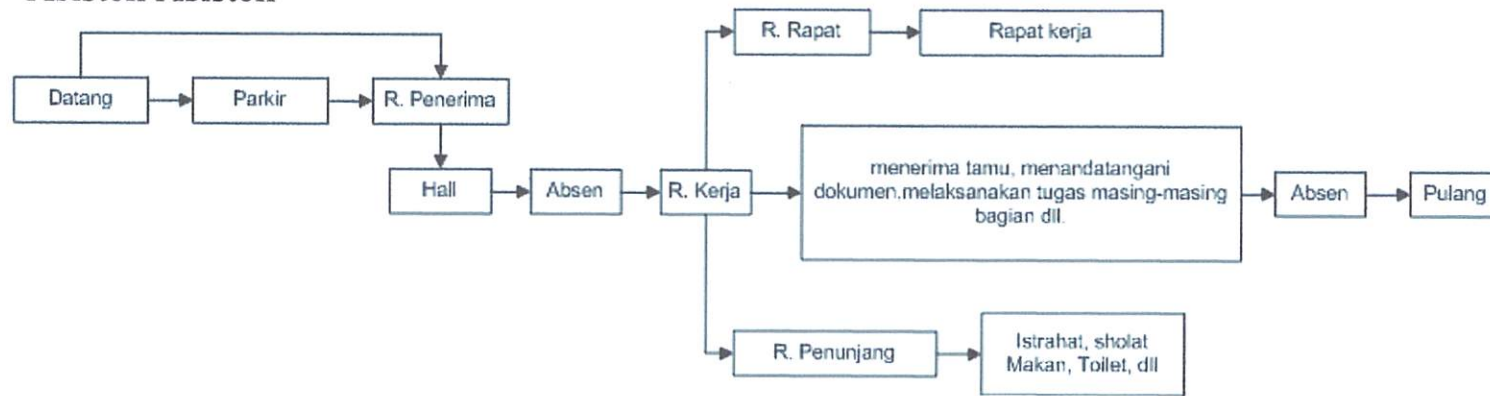 R. Rapat
Rapat kerja
Datang
Parkir
R. Penerima
menerima tamu, menandatangani
dokumen,melaksanakan tugas masing-masing
bagian dll.
Hall
Absen
R. Kerja
Absen
Pulang
R. Penunjang
Istrahat, sholat
Makan, Toilet, dll